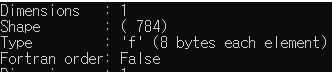 Dimensions : 1
Shape : ( 784)
Type : 'f' (8 bytes each element)
Fortran order: False